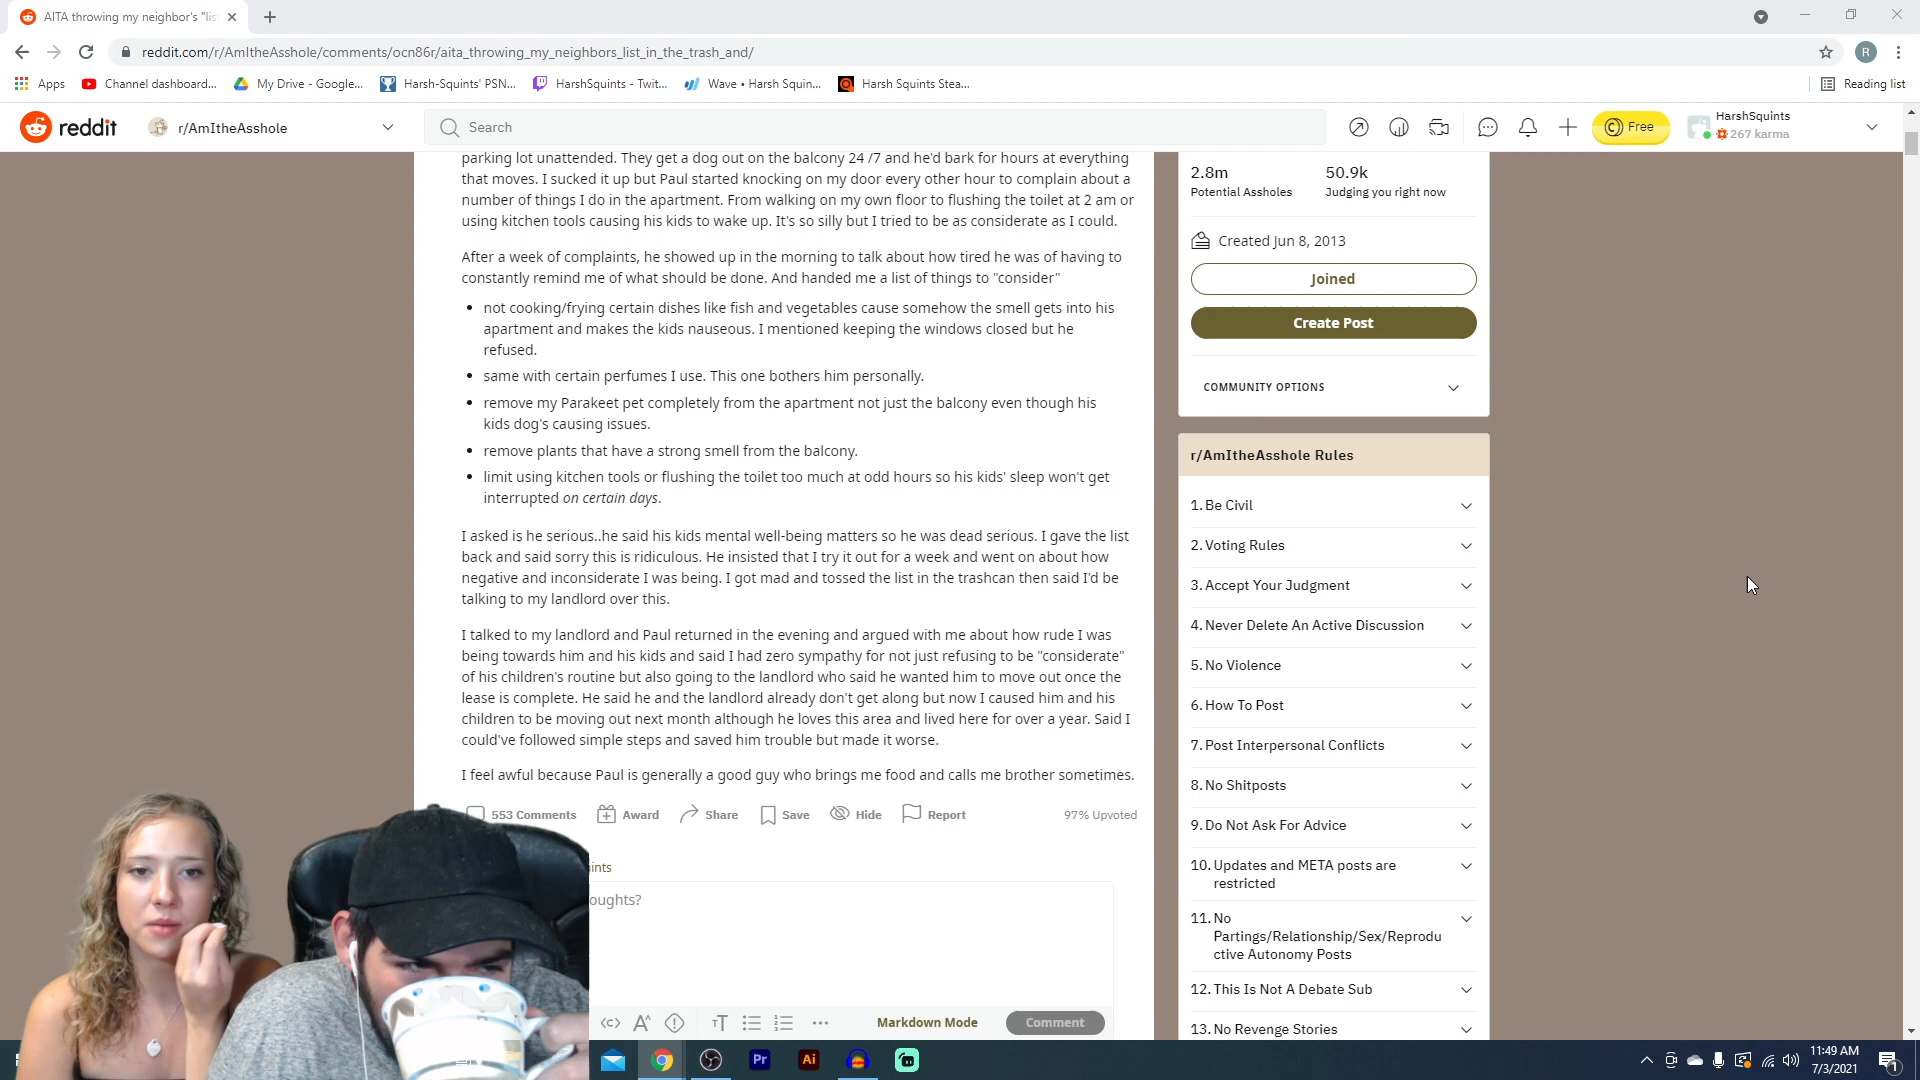 AITA throwing my neighbor's "lis
reddit.com/r/AmItheAsshole/comments/ocn86r/aita_throwing_my_neighbors_list_in_the_trash_and/
R
Apps
Channel dashboard...
My Drive - Google...
Harsh-Squints' PSN...
HarshSquints - Twit...
Wave • Harsh Squin...
Harsh Squints Stea...
Reading list
reddit
r/AmItheAsshole
Search
Free
HarshSquints
267 karma
parking lot unattended. They get a dog out on the balcony 24 /7 and he'd bark for hours at everything
that moves. I sucked it up but Paul started knocking on my door every other hour to complain about a
number of things I do in the apartment. From walking on my own floor to flushing the toilet at 2 am or
using kitchen tools causing his kids to wake up. It's so silly but I tried to be as considerate as I could.
After a week of complaints, he showed up in the morning to talk about how tired he was of having to
constantly remind me of what should be done. And handed me a list of things to "consider"
• not cooking/frying certain dishes like fish and vegetables cause somehow the smell gets into his
apartment and makes the kids nauseous. I mentioned keeping the windows closed but he
refused.
• same with certain perfumes I use. This one bothers him personally.
• remove my Parakeet pet completely from the apartment not just the balcony even though his
kids dog's causing issues.
• remove plants that have a strong smell from the balcony.
• limit using kitchen tools or flushing the toilet too much at odd hours so his kids' sleep won't get
interrupted on certain days.
I asked is he serious..he said his kids mental well-being matters so he was dead serious. I gave the list
back and said sorry this is ridiculous. He insisted that I try it out for a week and went on about how
negative and inconsiderate I was being. I got mad and tossed the list in the trashcan then said I'd be
talking to my landlord over this.
I talked to my landlord and Paul returned in the evening and argued with me about how rude I was
being towards him and his kids and said I had zero sympathy for not just refusing to be "considerate"
of his children's routine but also going to the landlord who said he wanted him to move out once the
lease is complete. He said he and the landlord already don't get along but now I caused him and his
children to be moving out next month although he loves this area and lived here for over a year. Said I
could've followed simple steps and saved him trouble but made it worse.
I feel awful because Paul is generally a good guy who brings me food and calls me brother sometimes.
553 Comments
Award
Share
Save
Hide
Report
97% Upvoted
ints
oughts?
Markdown Mode
Comment
2.8m
50.9k
Potential Assholes
Judging you right now
Created Jun 8, 2013
Joined
Create Post
COMMUNITY OPTIONS
r/AmItheAsshole Rules
1. Be Civil
2. Voting Rules
3. Accept Your Judgment
4. Never Delete An Active Discussion
5. No Violence
6. How To Post
7. Post Interpersonal Conflicts
8. No Shitposts
9. Do Not Ask For Advice
10. Updates and META posts are
restricted
11. No
Partings/Relationship/Sex/Reprodu
ctive Autonomy Posts
12. This Is Not A Debate Sub
13. No Revenge Stories
Pr
Ai
11:49 AM
7/3/2021
1